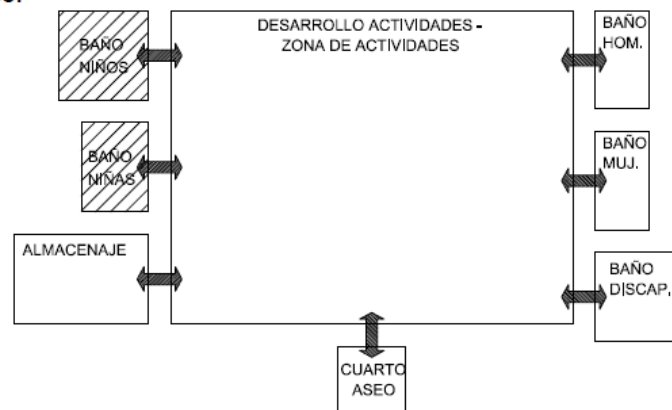 DESARROLLO ACTIVIDADES -
ZONA DE ACTIVIDADES
BAÑO
NIÑOS
BAÑO
NIÑAS
ALMACENAJE
BAÑO
HOM.
BAÑO
MUJ.
BAÑO
DISCAP.
CUARTO
ASEO